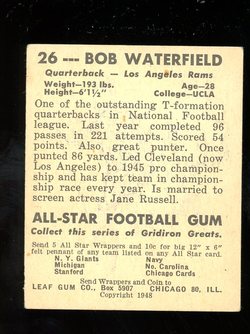 26 --- BOB WATERFIELD
Quarterback — Los Angeles Rams
Weight—193 lbs. Age—28
Height—6'1½" College—UCLA
One of the outstanding T-formation
quarterbacks in National Football
league. Last year completed 96
passes in 221 attempts. Scored 54
points. Also, great punter. Once
punted 86 yards. Led Cleveland (now
Los Angeles) to 1945 pro champion-
ship and has kept team in champion-
ship race every year. Is married to
screen actress Jane Russell.
ALL-STAR FOOTBALL GUM
Collect this series of Gridiron Greats.
Send 5 All Star Wrappers and 10c for big 12" x 6"
felt pennant of any team listed on any All Star card.
N. Y. Giants Navy
Michigan No. Carolina
Stanford Chicago Cards
Send Wrappers and Coin to
LEAF GUM CO., Box 5907 CHICAGO 80, ILL.
Copyright 1948